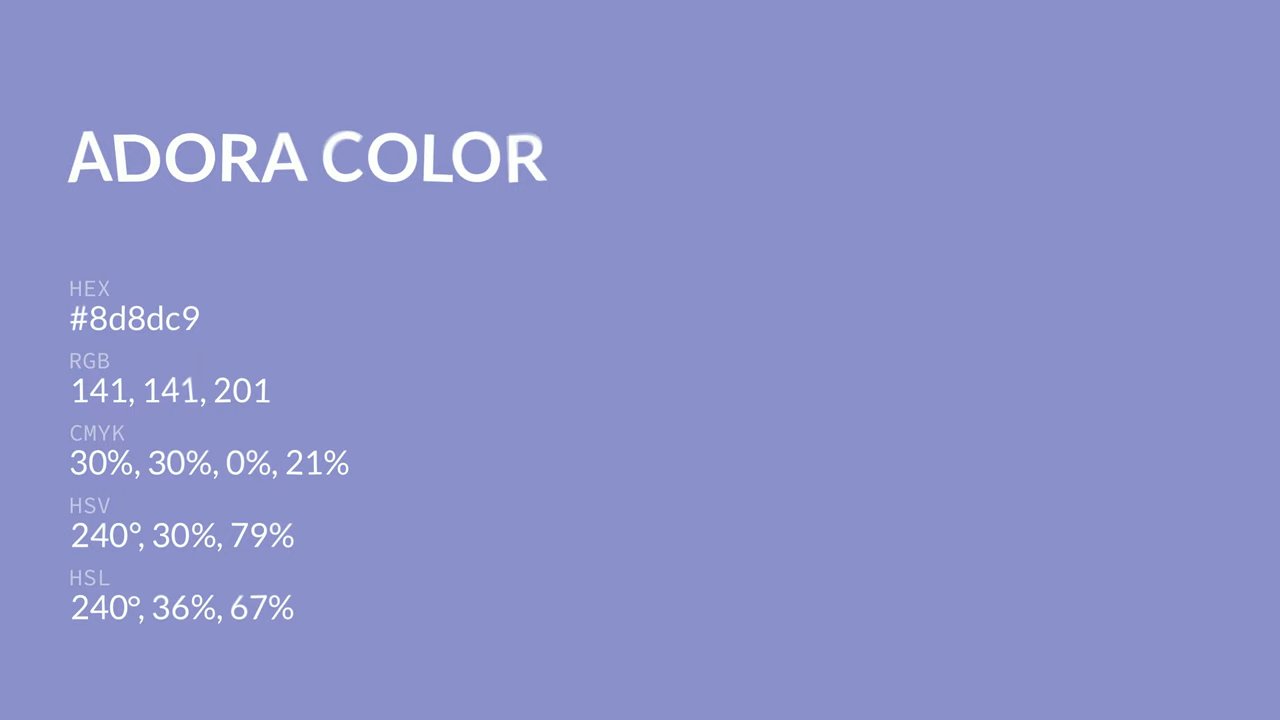 ADORA COLOR
HEX
#8d8dc9
RGB
141, 141, 201
CMYK
30%, 30%, 0%, 21%
HSV
240°, 30%, 79%
HSL
240°, 36%, 67%